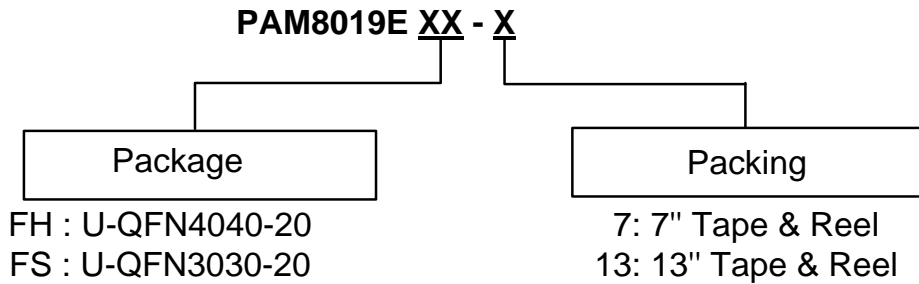 PAM8019E XX - X
Package
Packing
FH : U-QFN4040-20
7: 7" Tape & Reel
FS : U-QFN3030-20
13: 13" Tape & Reel